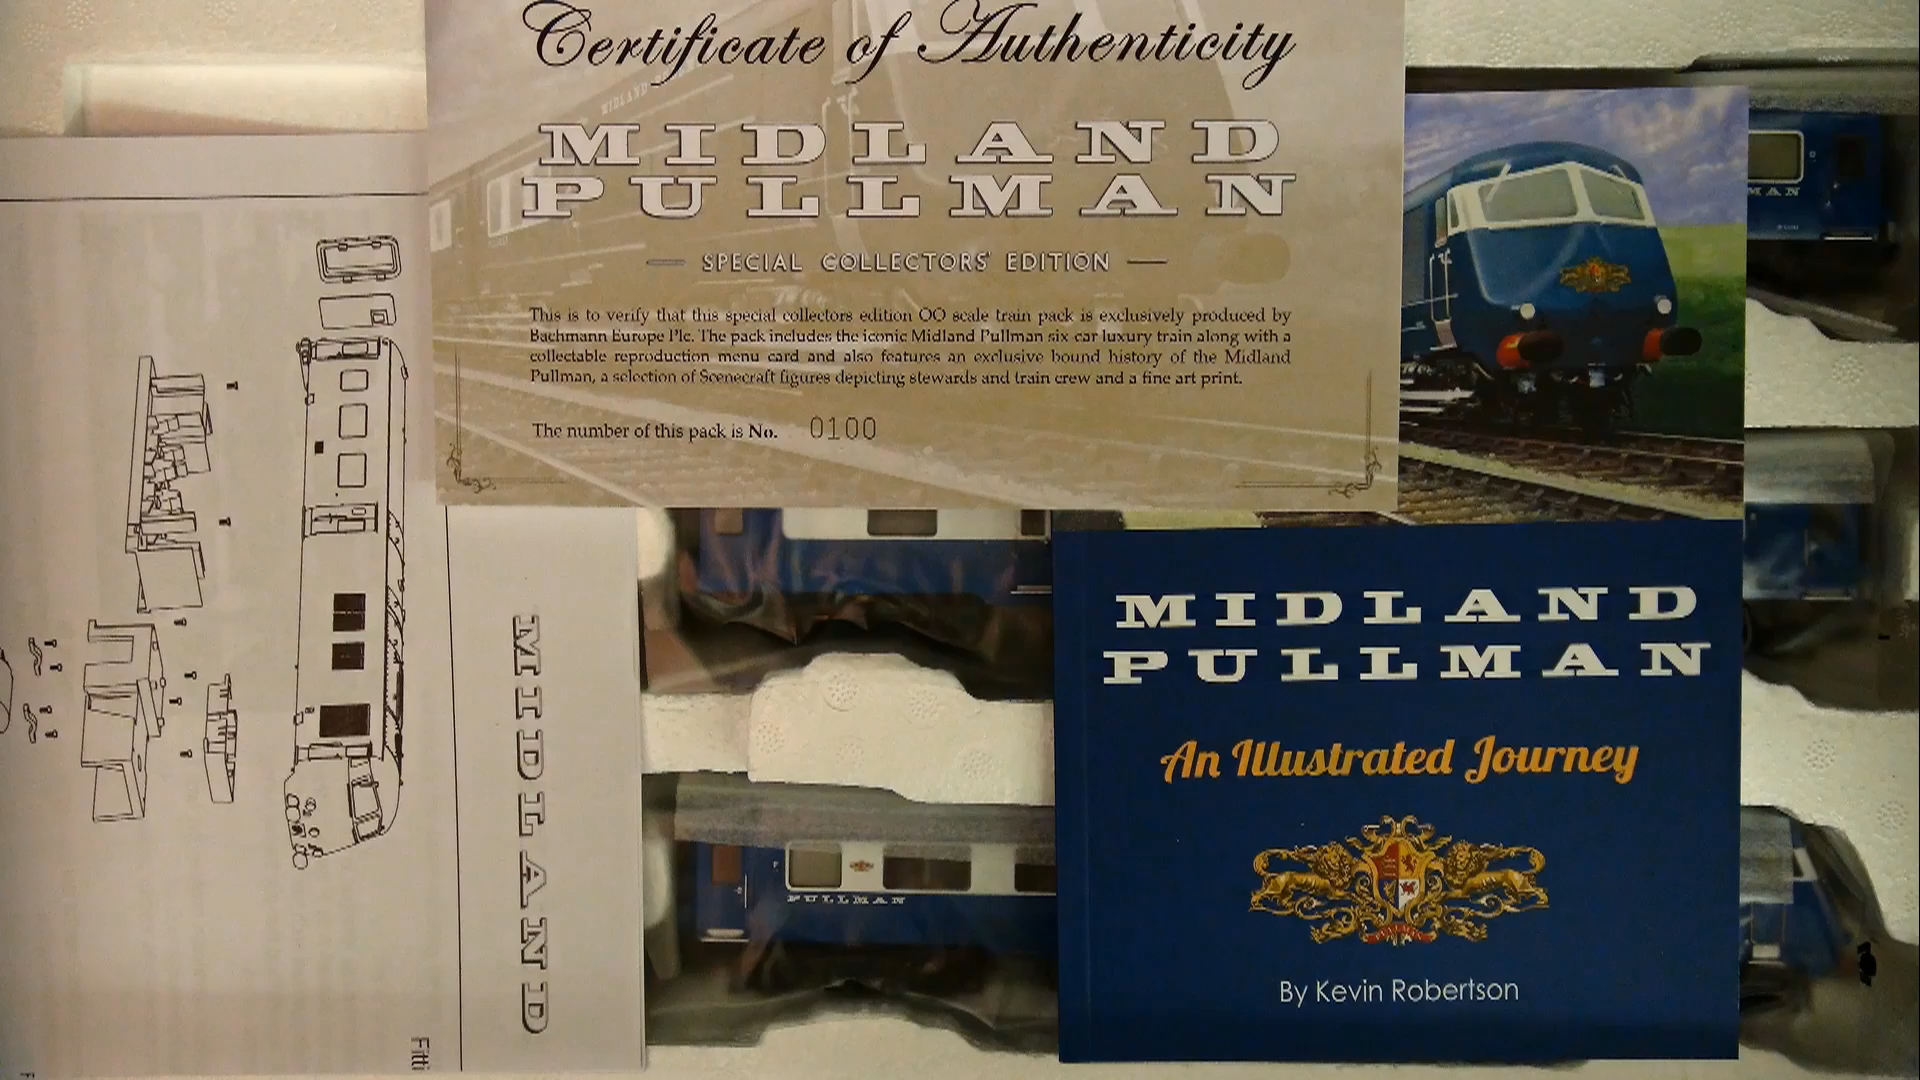 Certificate of Authenticity
MIDLAND
MIDLAND
PULLMAN
SPECIAL COLLECTORS' EDITION
This is to verify that this special collectors edition OO scale train pack is exclusively produced by
Bachmann Europe Plc. The pack includes the iconic Midland Pullman six car luxury train along with a
collectable reproduction menu card and also features an exclusive bound history of the Midland
Pullman, a selection of Scenecraft figures depicting stewards and train crew and a fine art print.
The number of this pack is No. 0100
MAN
MIDLAND
PULLMAN
An Illustrated Journey
By Kevin Robertson
MIDLAND
PULLMAN
Fitti